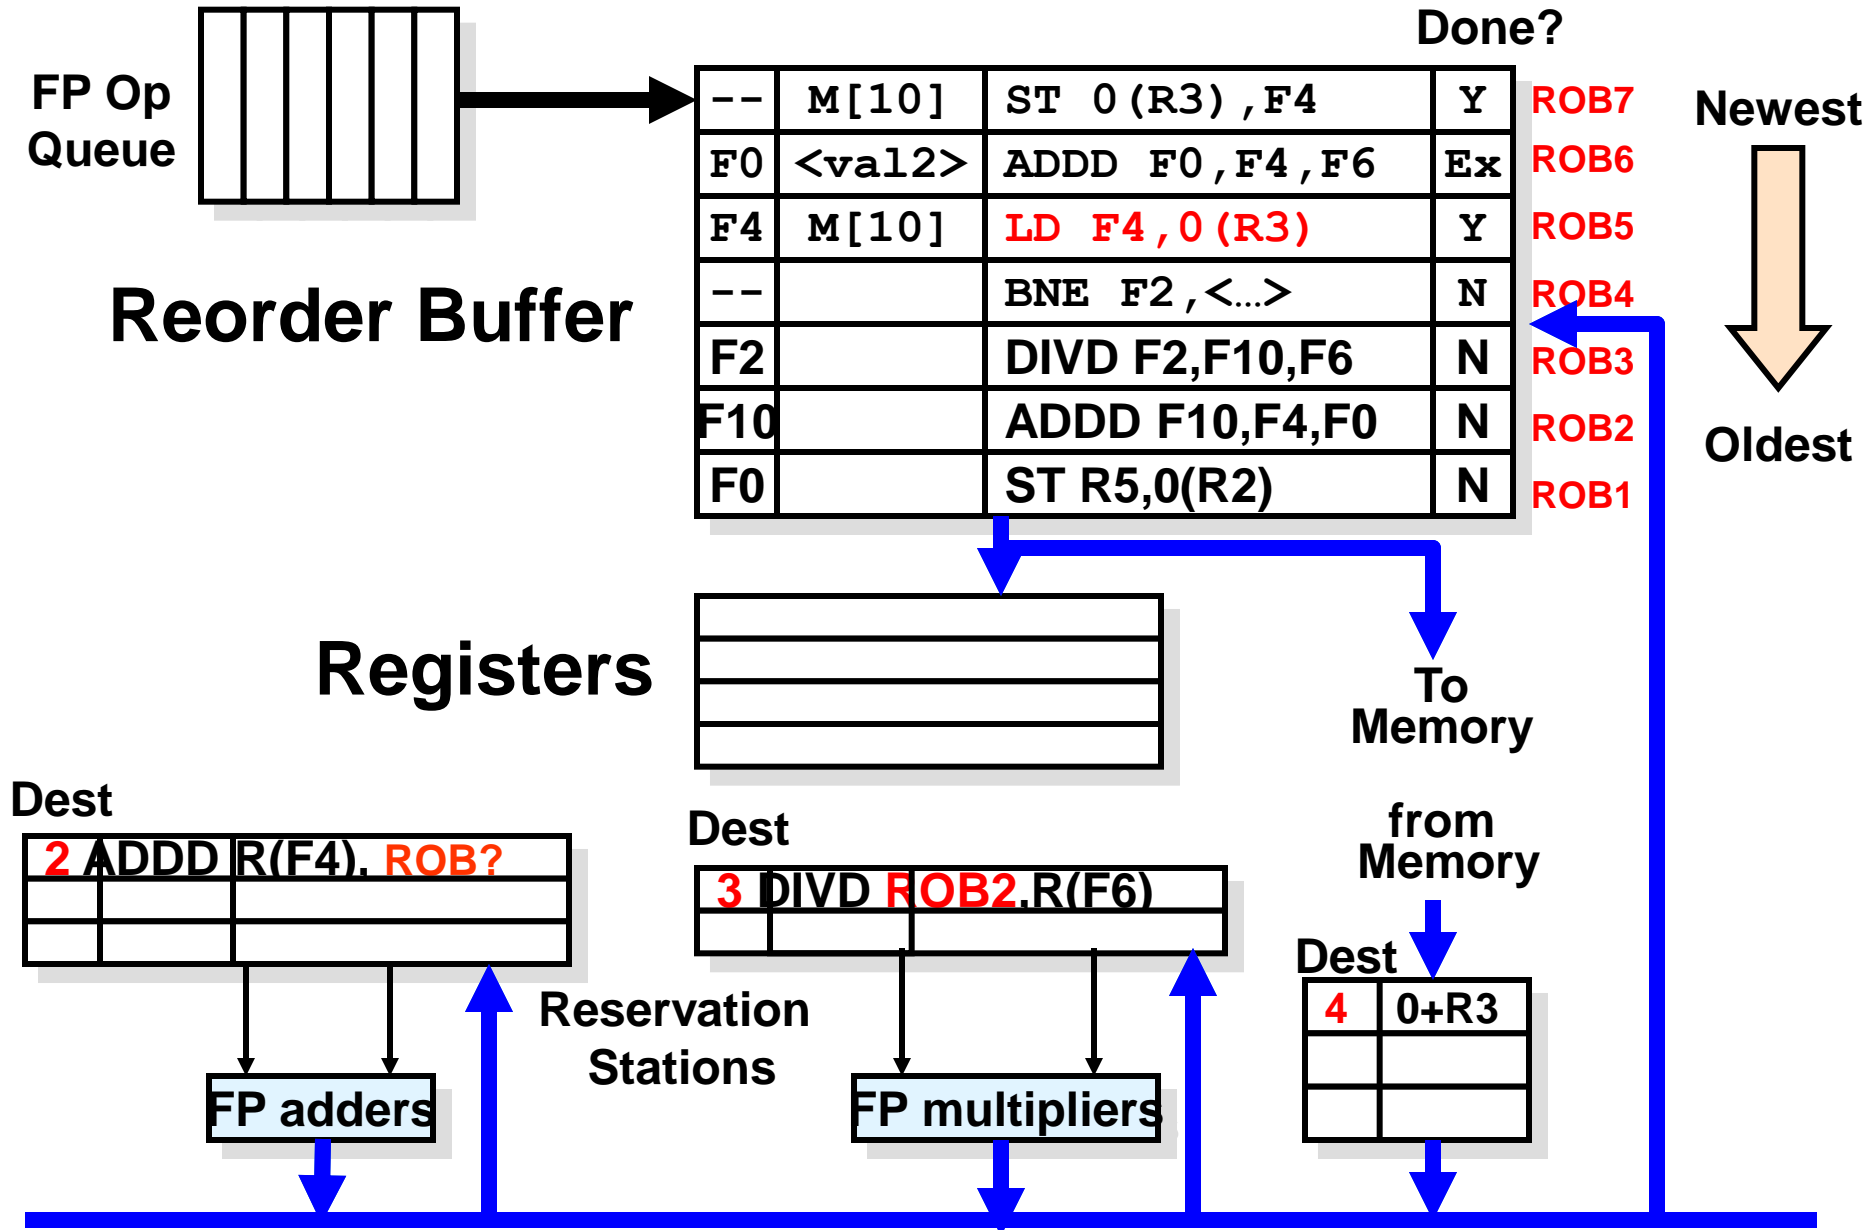 Done?
FP Op
Queue
-- M[10] ST 0(R3),F4 Y ROB7
F0 <val2> ADDD F0,F4,F6 Ex ROB6
F4 M[10] LD F4,0(R3) Y ROB5
-- BNE F2,<…> N ROB4
F2 DIVD F2,F10,F6 N ROB3
F10 ADDD F10,F4,F0 N ROB2
F0 ST R5,0(R2) N ROB1
Newest
Oldest
Reorder Buffer
Registers
To
Memory
from
Memory
Dest
2 ADDD R(F4), ROB?
Dest
3 DIVD ROB2,R(F6)
Dest
4 0+R3
Reservation
Stations
FP adders
FP multipliers